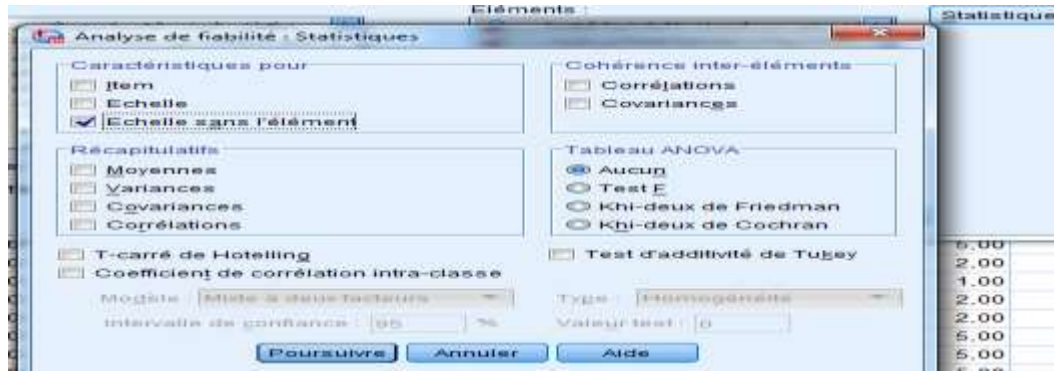 Eléments :
Statistique
Analyse de fiabilité : Statistiques
Caractéristiques pour
Item
Echelle
Echelle sans l'élément
Cohérence inter-éléments
Corrélations
Covariances
Récapitulatifs
Moyennes
Variances
Covariances
Corrélations
Tableau ANOVA
Aucun
Test F
Khi-deux de Friedman
Khi-deux de Cochran
T-carré de Hotelling
Test d'additivité de Tukey
Coefficient de corrélation intra-classe
Modèle : Mixte à deux facteurs
Type : Homogénéité
Intervalle de confiance : 95 %
Valeur test : 0
Poursuivre Annuler Aide
5,00
2,00
1,00
2,00
2,00
5,00
5,00